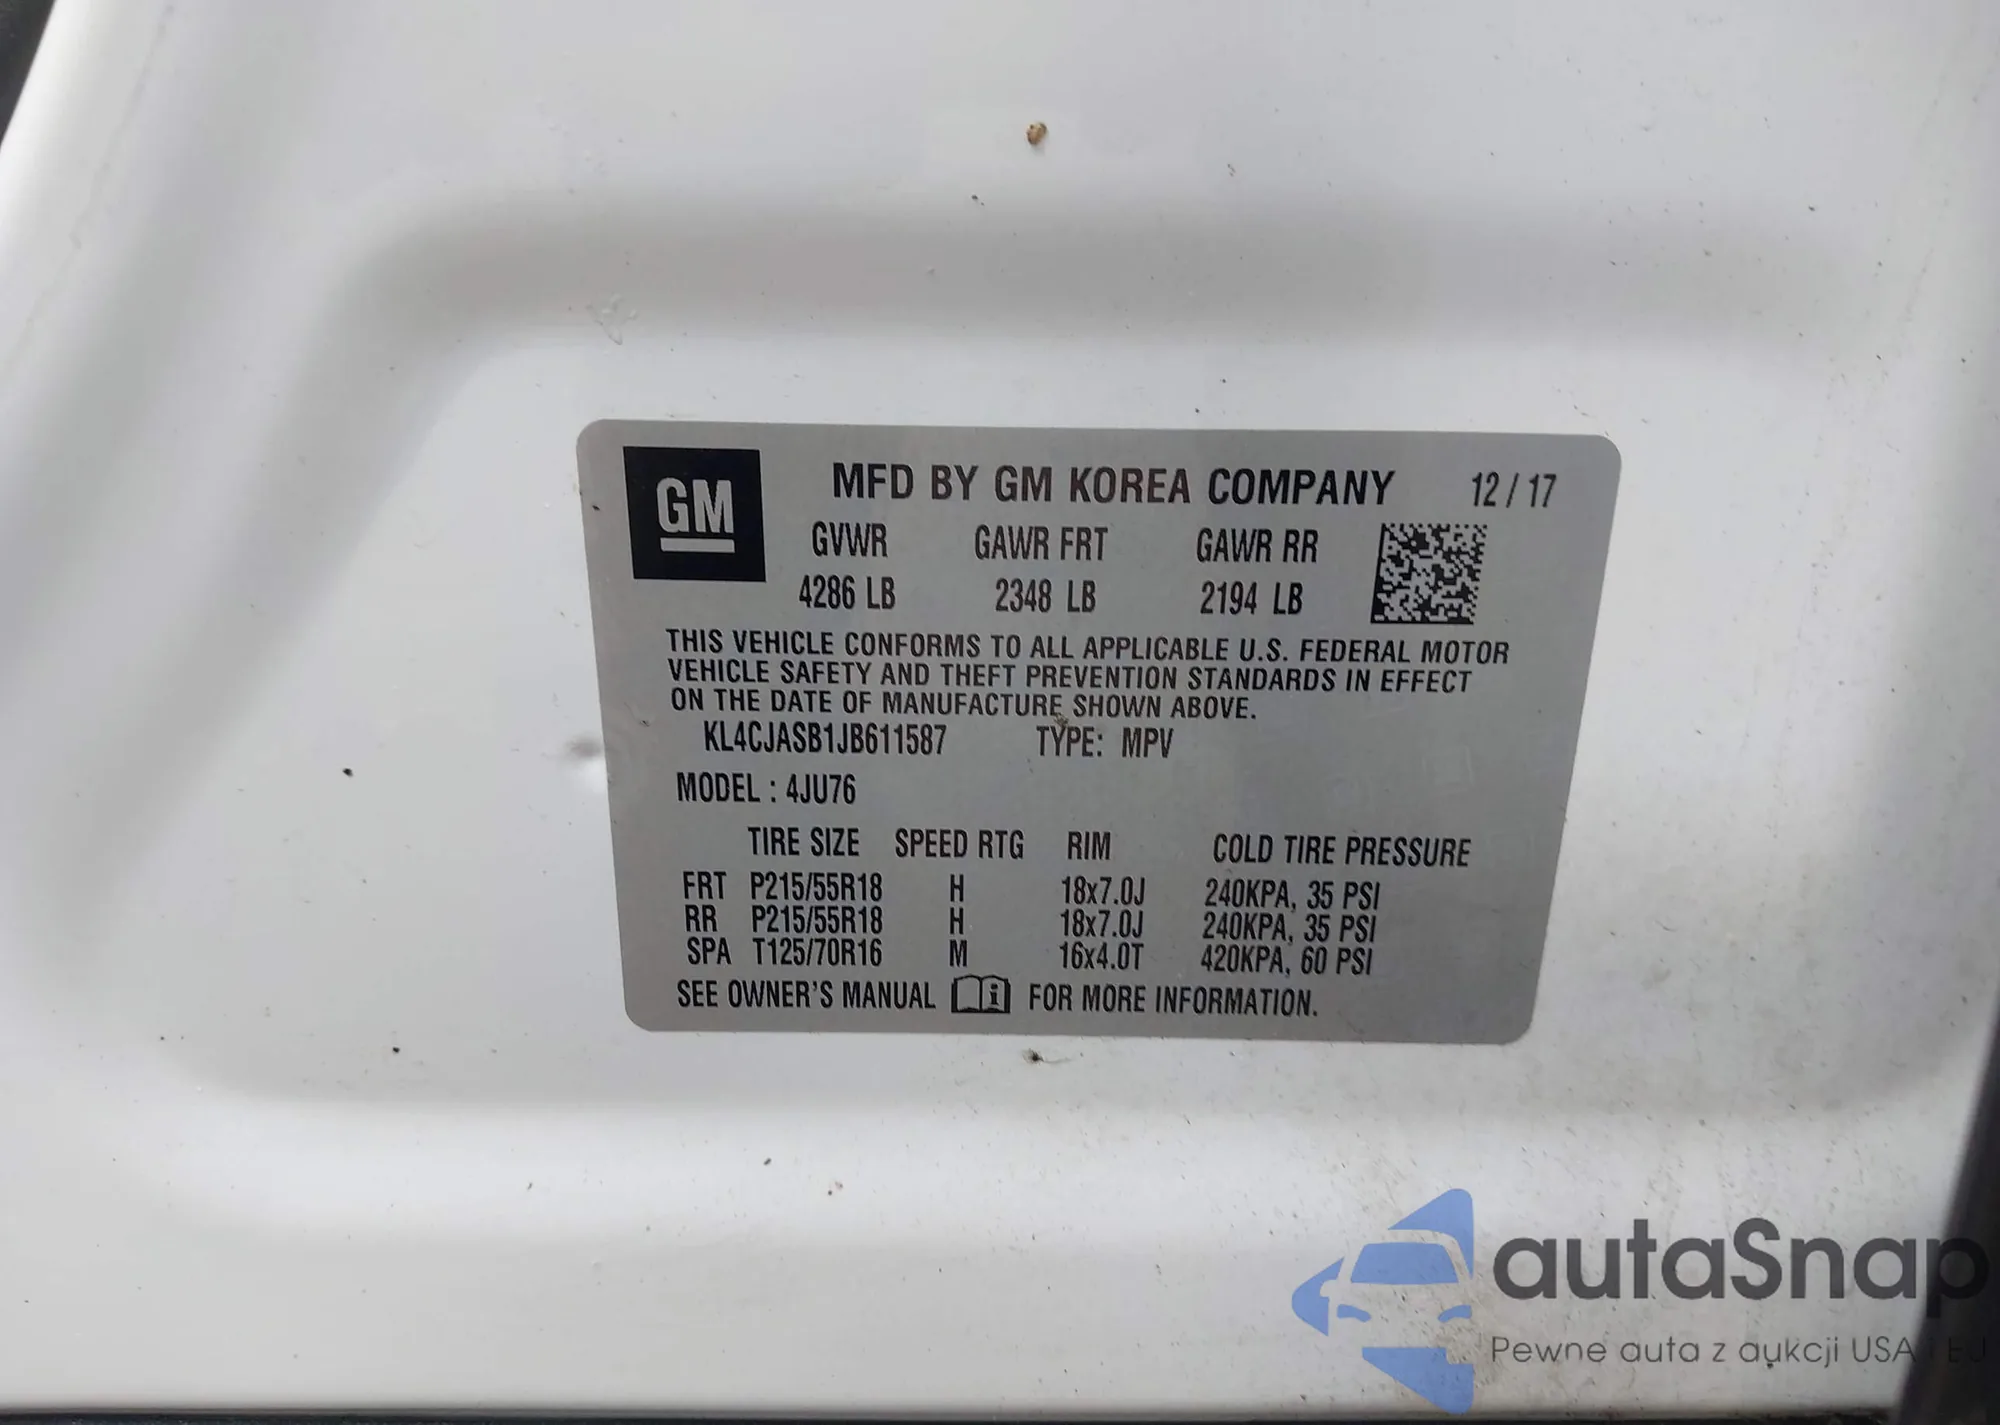 GM
MFD BY GM KOREA COMPANY 12/17
GVWR GAWR FRT GAWR RR
4286 LB 2348 LB 2194 LB
THIS VEHICLE CONFORMS TO ALL APPLICABLE U.S. FEDERAL MOTOR
VEHICLE SAFETY AND THEFT PREVENTION STANDARDS IN EFFECT
ON THE DATE OF MANUFACTURE SHOWN ABOVE.
KL4CJASB1JB611587 TYPE: MPV
MODEL : 4JU76
TIRE SIZE SPEED RTG RIM COLD TIRE PRESSURE
FRT P215/55R18 H 18x7.0J 240KPA, 35 PSI
RR P215/55R18 H 18x7.0J 240KPA, 35 PSI
SPA T125/70R16 M 16x4.0T 420KPA, 60 PSI
SEE OWNER'S MANUAL FOR MORE INFORMATION.
autaSnap
Pewne auta z aukcji USA i EU